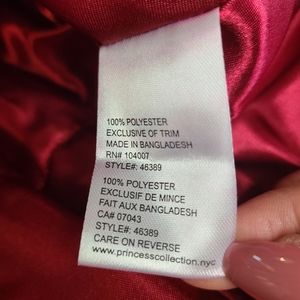 100% POLYESTER
EXCLUSIVE OF TRIM
MADE IN BANGLADESH
RN# 104007
STYLE#: 46389
100% POLYESTER
EXCLUSIF DE MINCE
FAIT AUX BANGLADESH
CA# 07043
STYLE#: 46389
CARE ON REVERSE
www.princesscollection.nyc